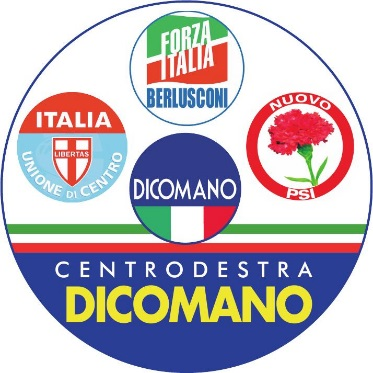 FORZA
ITALIA
BERLUSCONI
ITALIA
LIBERTAS
UNIONE DI CENTRO
NUOVO
PSI
DICOMANO
CENTRODESTRA
DICOMANO